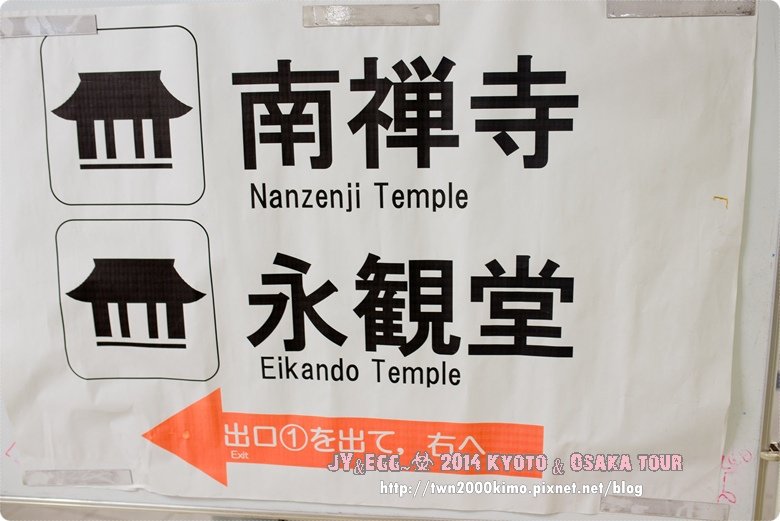 南禅寺
Nanzenji Temple
永観堂
Eikando Temple
出口①を出て，右へ
Exit
JY&EGG~☣ 2014 KYOTO & OSAKA TOUR
http://twn2000kimo.pixnet.net/blog